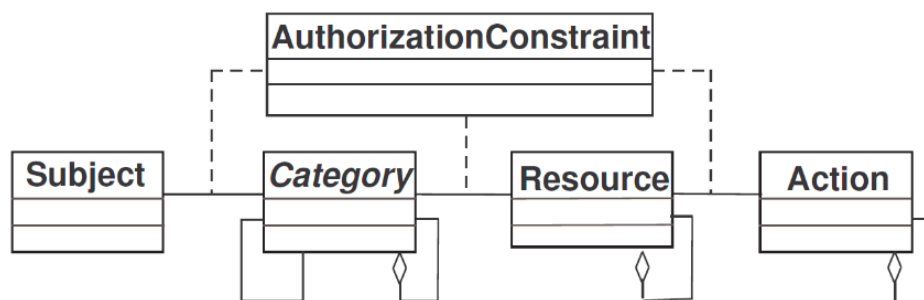 AuthorizationConstraint
Subject
Category
Resource
Action